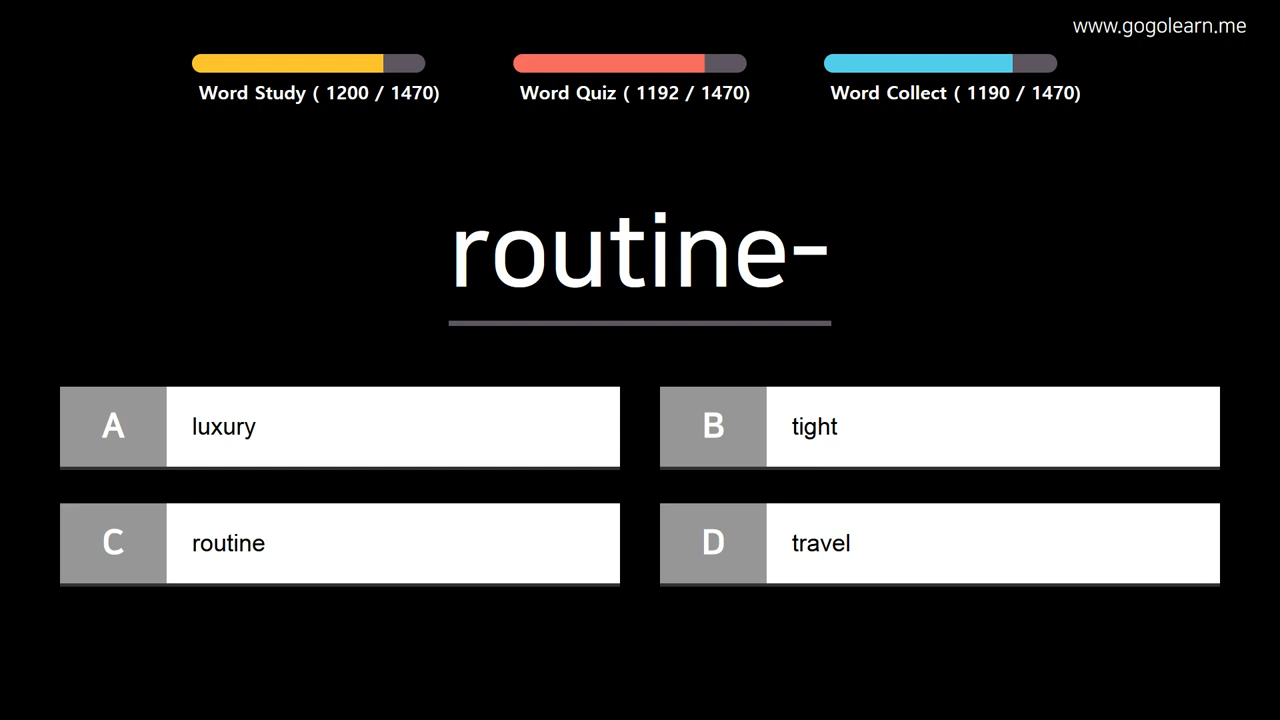 www.gogolearn.me
Word Study ( 1200 / 1470)
Word Quiz ( 1192 / 1470)
Word Collect ( 1190 / 1470)
routine-
A luxury
B tight
C routine
D travel